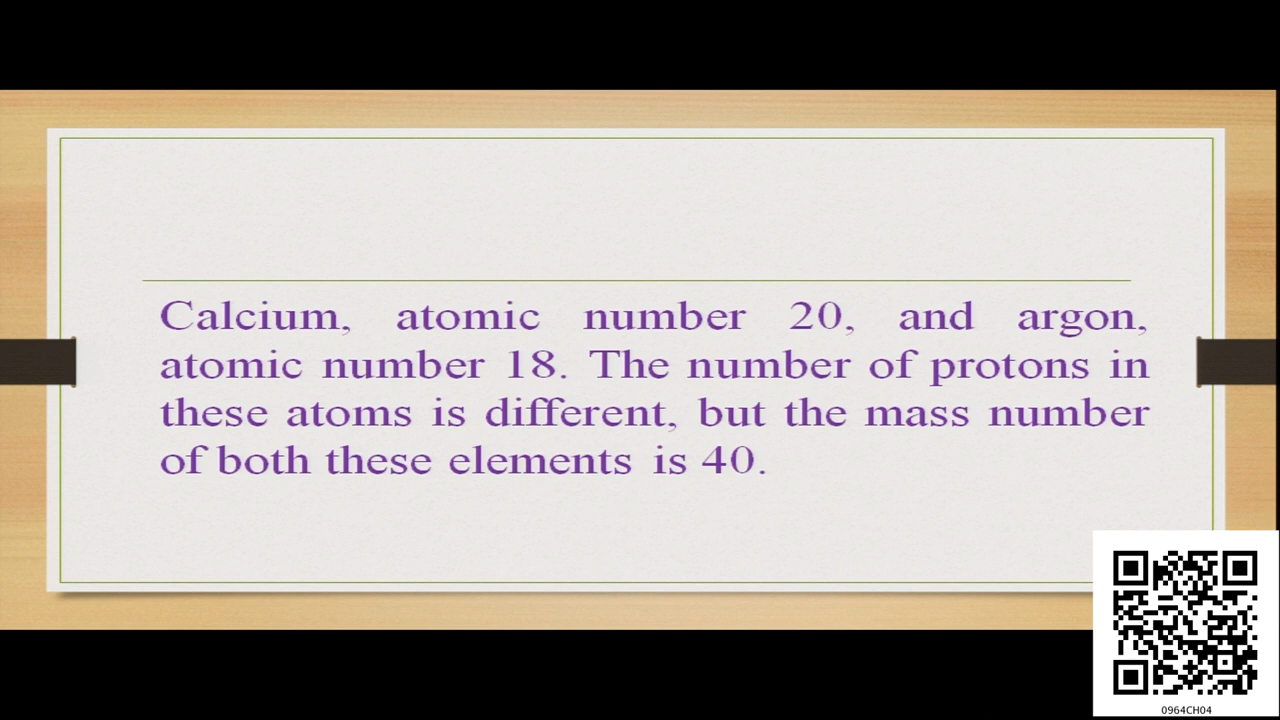 Calcium, atomic number 20, and argon,
atomic number 18. The number of protons in
these atoms is different, but the mass number
of both these elements is 40.
0964CH04